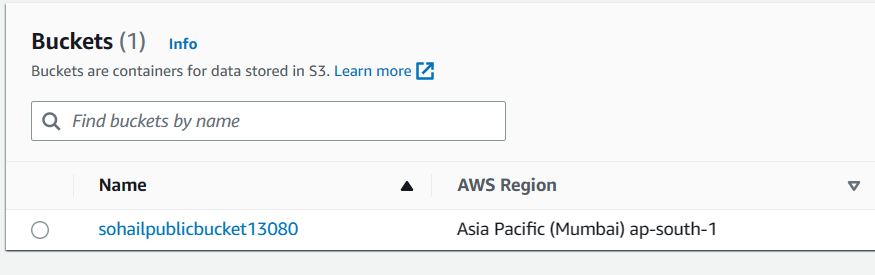 Buckets (1) Info
Buckets are containers for data stored in S3. Learn more
Find buckets by name
Name AWS Region
sohailpublicbucket13080 Asia Pacific (Mumbai) ap-south-1